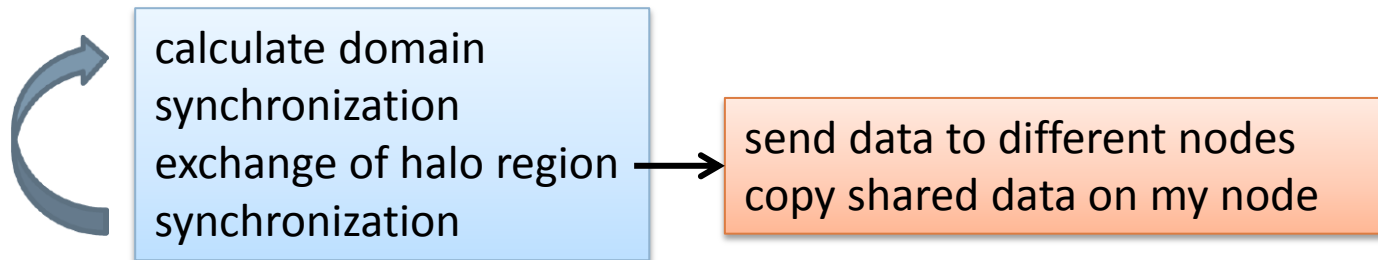 calculate domain
synchronization
exchange of halo region
synchronization
send data to different nodes
copy shared data on my node